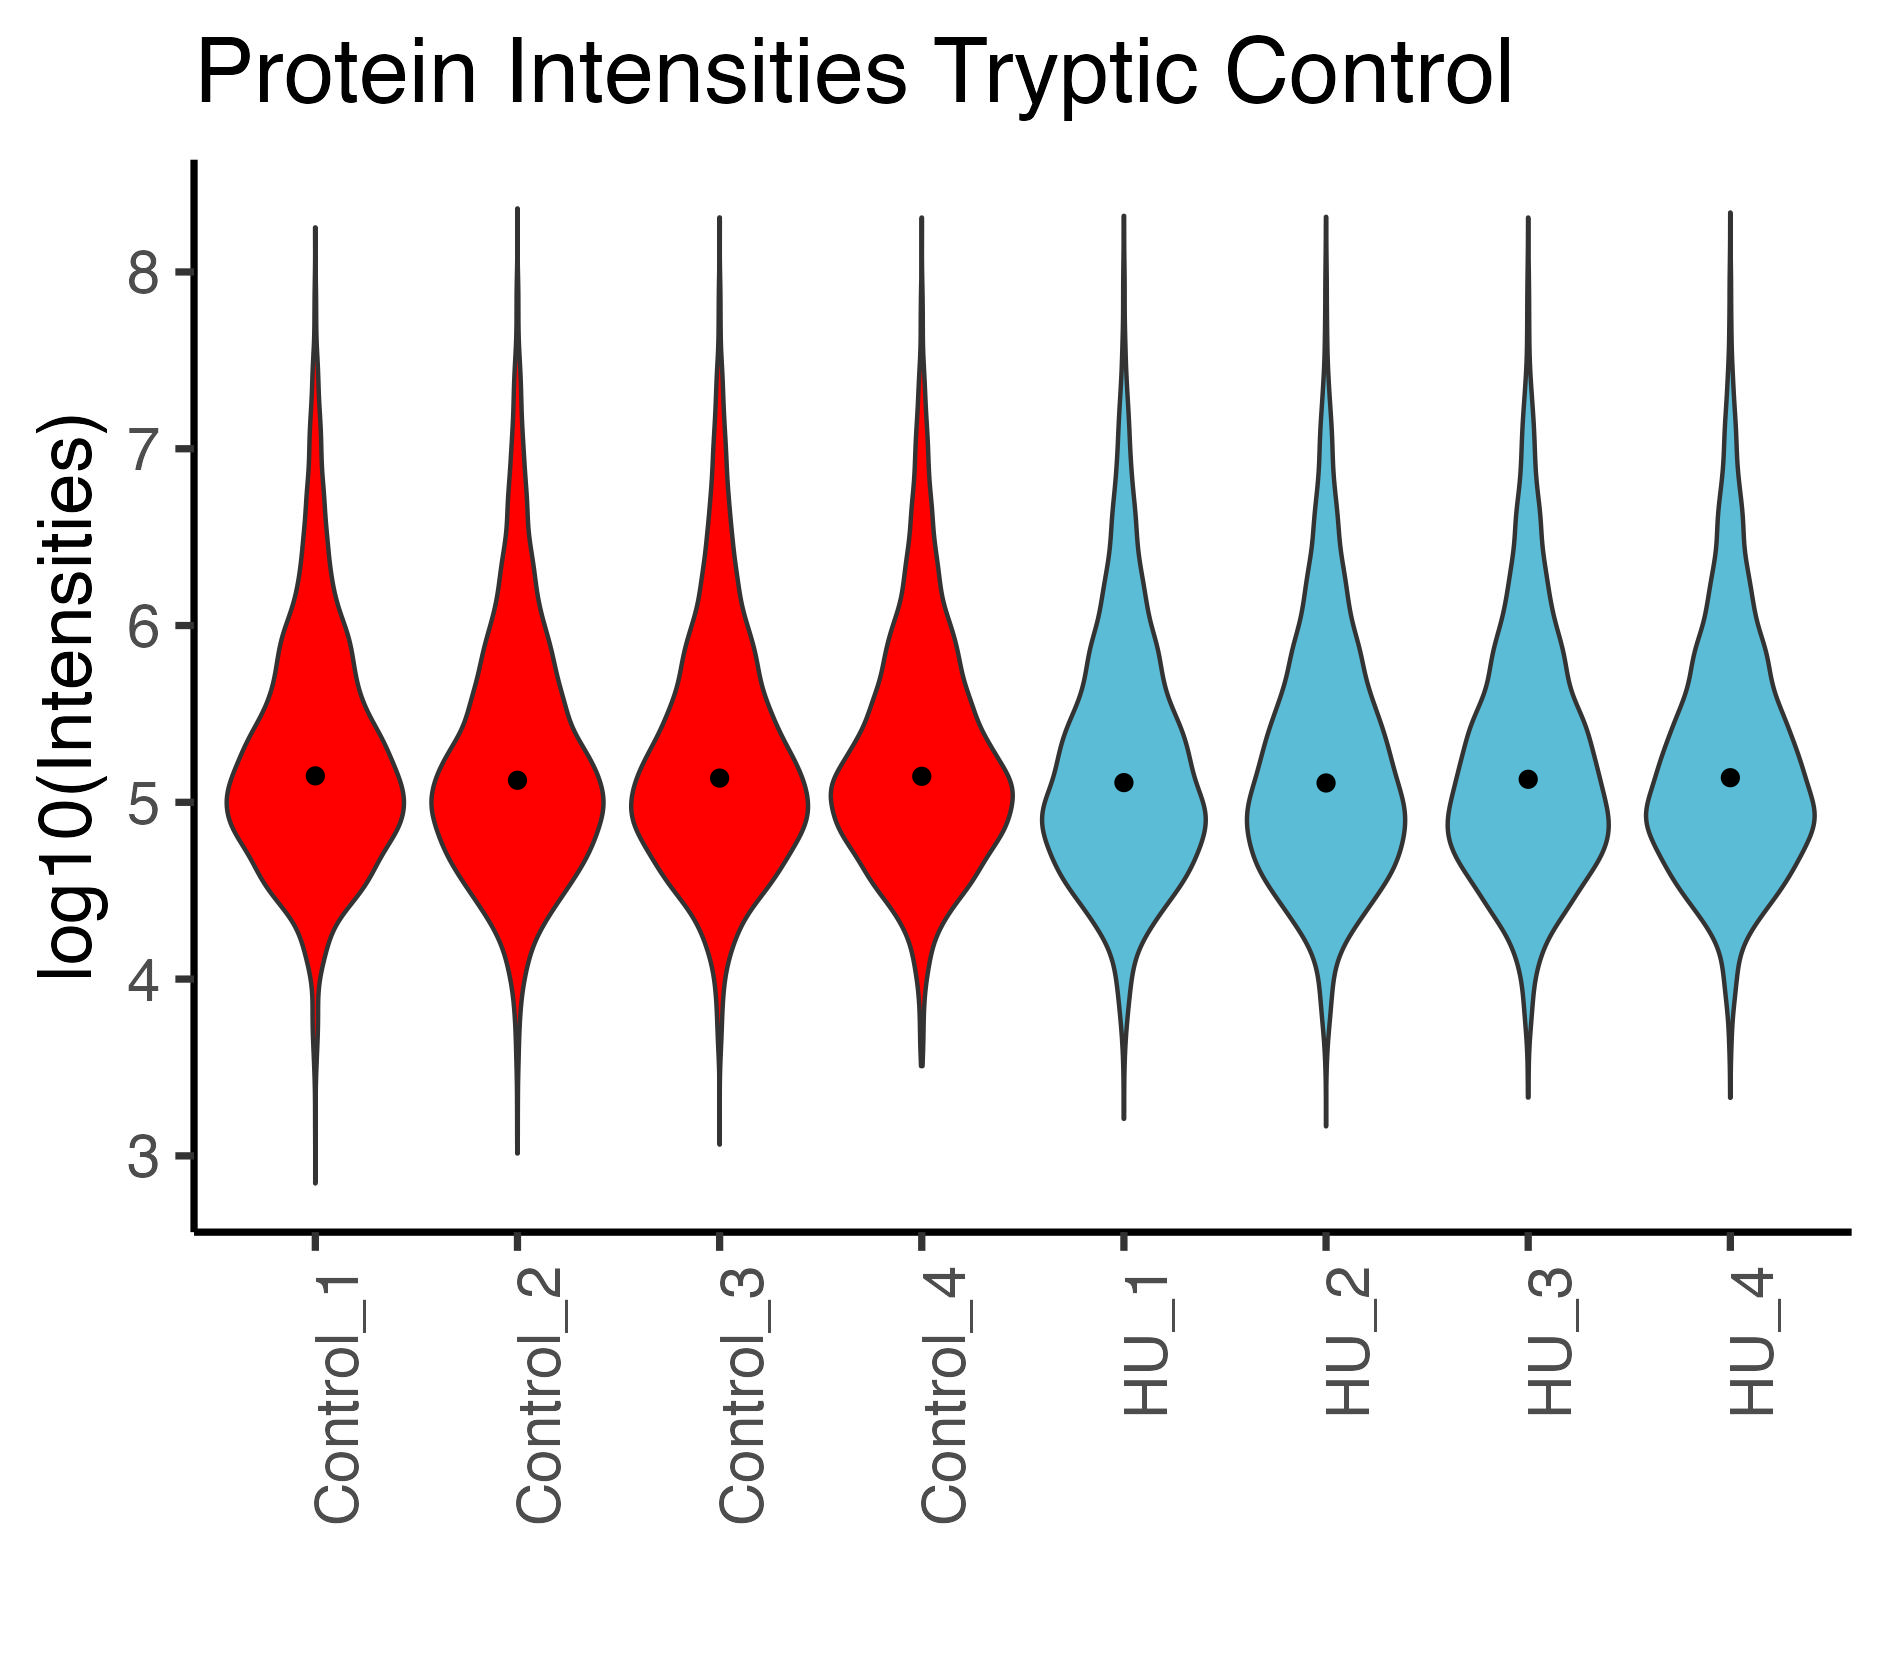 Protein Intensities Tryptic Control
log10(Intensities)
8
7
6
5
4
3
Control_1
Control_2
Control_3
Control_4
HU_1
HU_2
HU_3
HU_4